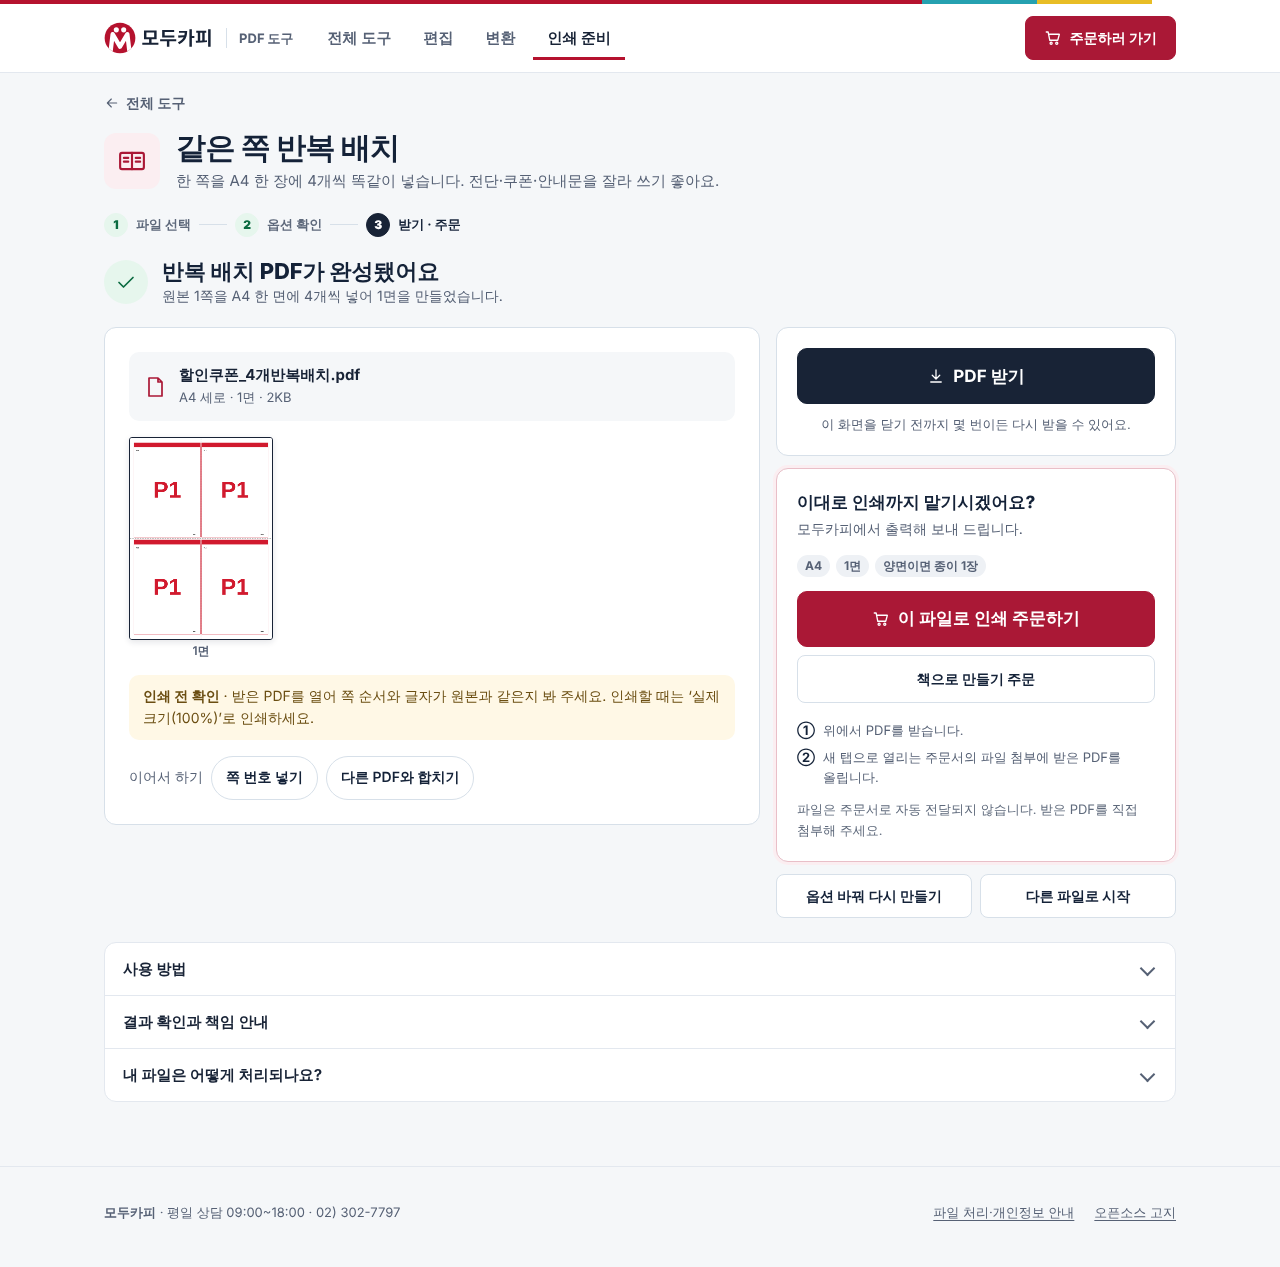 모두카피
PDF 도구
전체 도구
편집
변환
인쇄 준비
주문하러 가기
전체 도구
같은 쪽 반복 배치
한 쪽을 A4 한 장에 4개씩 똑같이 넣습니다. 전단·쿠폰·안내문을 잘라 쓰기 좋아요.
1 파일 선택
2 옵션 확인
3 받기 · 주문
반복 배치 PDF가 완성됐어요
원본 1쪽을 A4 한 면에 4개씩 넣어 1면을 만들었습니다.
할인쿠폰_4개반복배치.pdf
A4 세로 · 1면 · 2KB
P1 P1
P1 P1
1면
인쇄 전 확인 · 받은 PDF를 열어 쪽 순서와 글자가 원본과 같은지 봐 주세요. 인쇄할 때는 ‘실제
크기(100%)’로 인쇄하세요.
이어서 하기
쪽 번호 넣기
다른 PDF와 합치기
PDF 받기
이 화면을 닫기 전까지 몇 번이든 다시 받을 수 있어요.
이대로 인쇄까지 맡기시겠어요?
모두카피에서 출력해 보내 드립니다.
A4
1면
양면이면 종이 1장
이 파일로 인쇄 주문하기
책으로 만들기 주문
1 위에서 PDF를 받습니다.
2 새 탭으로 열리는 주문서의 파일 첨부에 받은 PDF를
올립니다.
파일은 주문서로 자동 전달되지 않습니다. 받은 PDF를 직접
첨부해 주세요.
옵션 바꿔 다시 만들기
다른 파일로 시작
사용 방법
결과 확인과 책임 안내
내 파일은 어떻게 처리되나요?
모두카피 · 평일 상담 09:00~18:00 · 02) 302-7797
파일 처리·개인정보 안내
오픈소스 고지